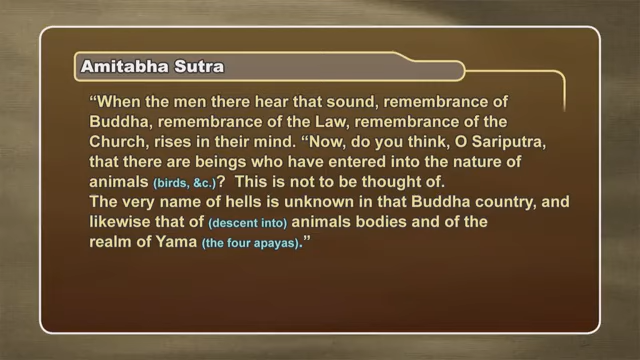 Amitabha Sutra
“When the men there hear that sound, remembrance of
Buddha, remembrance of the Law, remembrance of the
Church, rises in their mind. “Now, do you think, O Sariputra,
that there are beings who have entered into the nature of
animals (birds, &c.)?  This is not to be thought of.
The very name of hells is unknown in that Buddha country, and
likewise that of (descent into) animals bodies and of the
realm of Yama (the four apayas).”